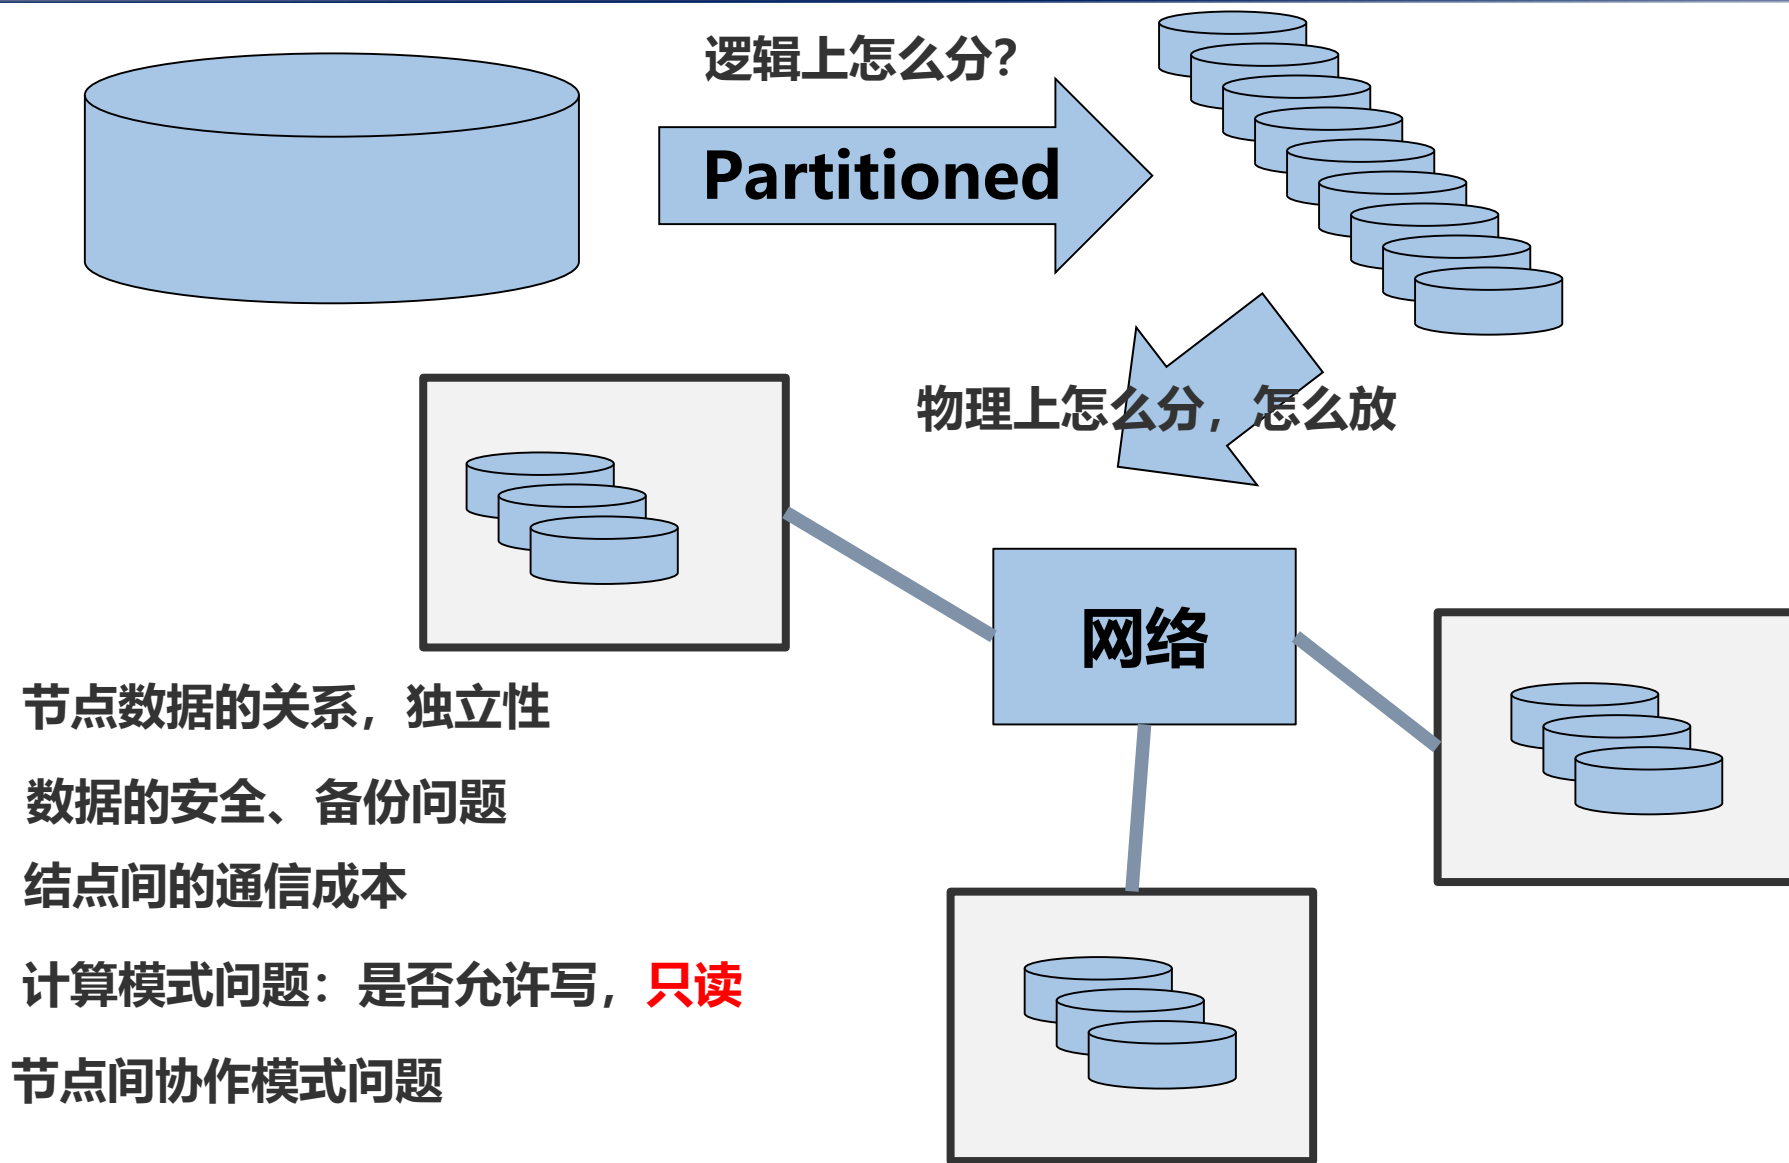 逻辑上怎么分？
Partitioned
物理上怎么分，怎么放
网络
节点数据的关系，独立性
数据的安全、备份问题
结点间的通信成本
计算模式问题：是否允许写，只读
节点间协作模式问题